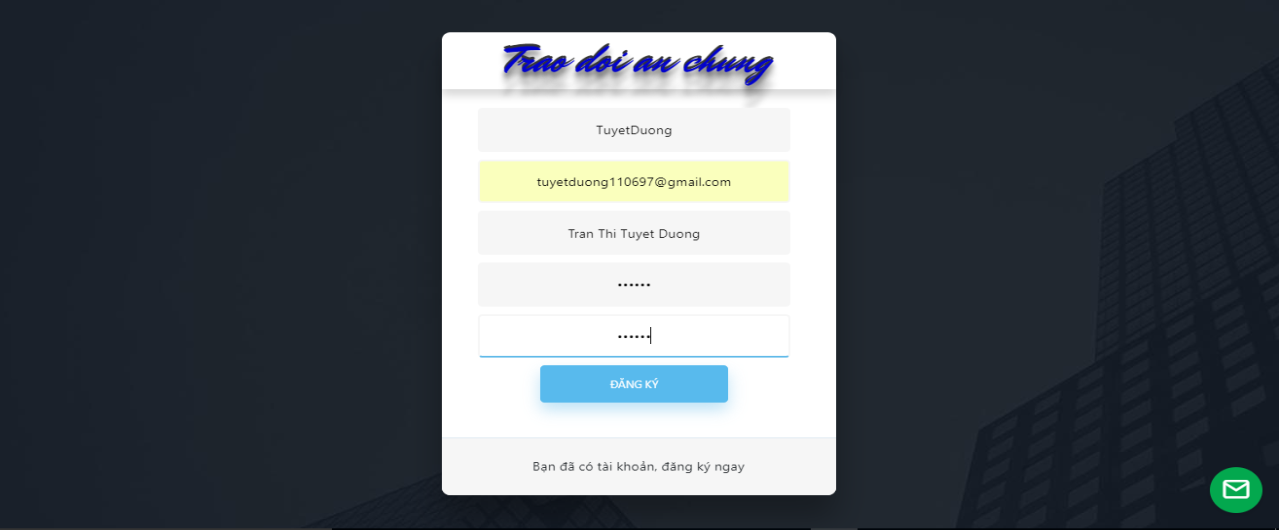 Trao doi an chung
TuyetDuong
tuyetduong110697@gmail.com
Tran Thi Tuyet Duong
••••••
••••••
ĐĂNG KÝ
Bạn đã có tài khoản, đăng ký ngay